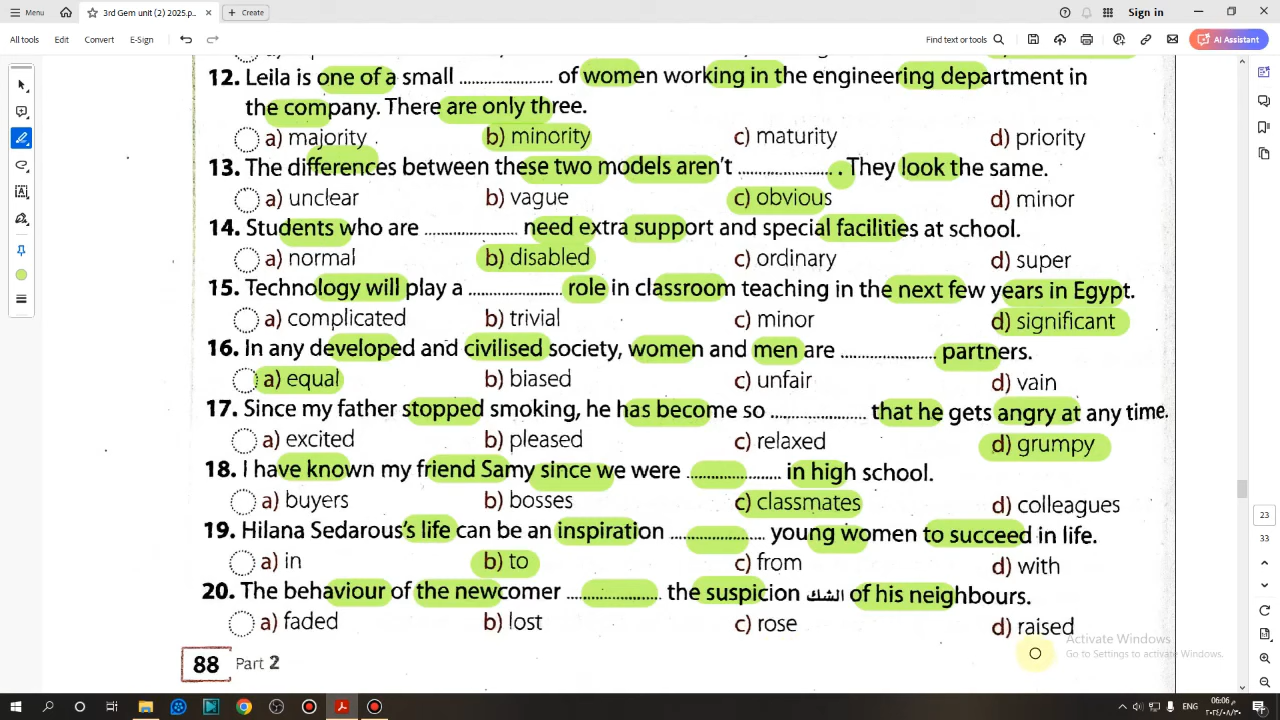 Menu
3rd Gem unit (2) 2025.p...
+ Create
Sign in
All tools Edit Convert E-Sign
Find text or tools
AI Assistant
12. Leila is one of a small ........................ of women working in the engineering department in
the company. There are only three.
a) majority b) minority c) maturity d) priority
13. The differences between these two models aren't ........................ . They look the same.
a) unclear b) vague c) obvious d) minor
14. Students who are ........................ need extra support and special facilities at school.
a) normal b) disabled c) ordinary d) super
15. Technology will play a ........................ role in classroom teaching in the next few years in Egypt.
a) complicated b) trivial c) minor d) significant
16. In any developed and civilised society, women and men are ........................ partners.
a) equal b) biased c) unfair d) vain
17. Since my father stopped smoking, he has become so ........................ that he gets angry at any time.
a) excited b) pleased c) relaxed d) grumpy
18. I have known my friend Samy since we were ........................ in high school.
a) buyers b) bosses c) classmates d) colleagues
19. Hilana Sedarous's life can be an inspiration ........................ young women to succeed in life.
a) in b) to c) from d) with
20. The behaviour of the newcomer ........................ the suspicion الشك of his neighbours.
a) faded b) lost c) rose d) raised
88 Part 2
23
33
Activate Windows
Go to Settings to activate Windows.
ENG
06:06 م